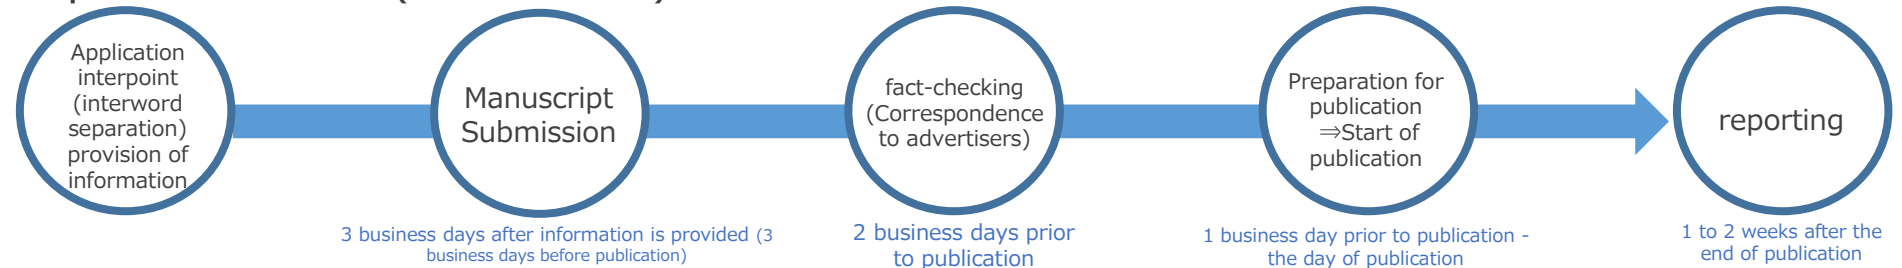 Application
interpoint
(interword
separation)
provision of
information
Manuscript
Submission
fact-checking
(Correspondence
to advertisers)
Preparation for
publication
⇒Start of
publication
reporting
3 business days after information is provided (3
business days before publication)
2 business days prior
to publication
1 business day prior to publication -
the day of publication
1 to 2 weeks after the
end of publication